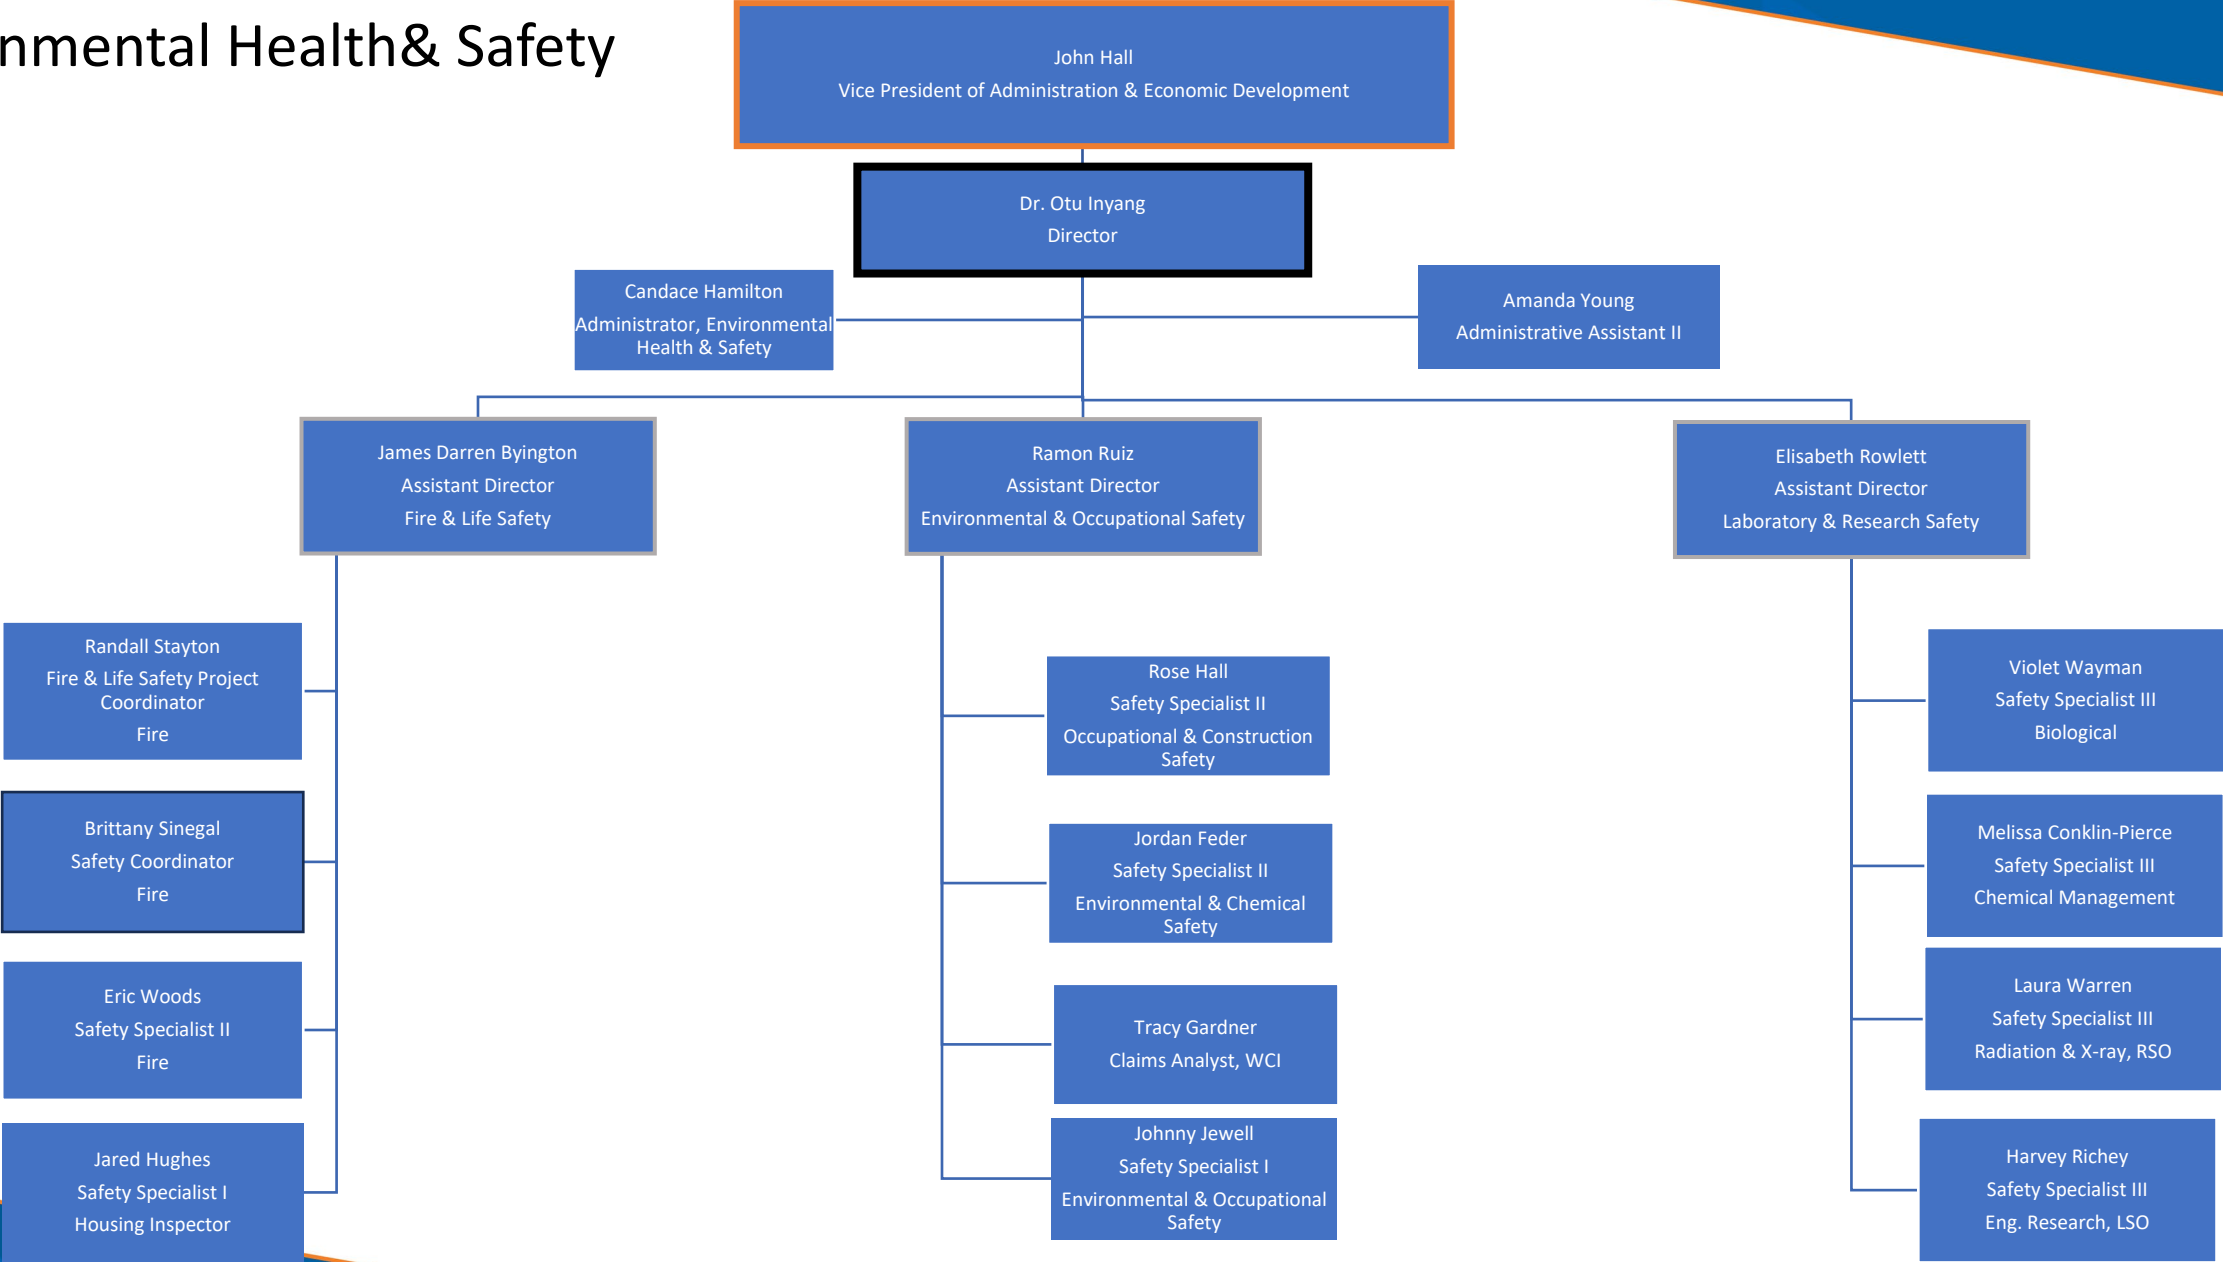 nmental Health& Safety
John Hall
Vice President of Administration & Economic Development
Dr. Otu Inyang
Director
Candace Hamilton
Administrator, Environmental
Health & Safety
Amanda Young
Administrative Assistant II
James Darren Byington
Assistant Director
Fire & Life Safety
Ramon Ruiz
Assistant Director
Environmental & Occupational Safety
Elisabeth Rowlett
Assistant Director
Laboratory & Research Safety
Randall Stayton
Fire & Life Safety Project
Coordinator
Fire
Brittany Sinegal
Safety Coordinator
Fire
Eric Woods
Safety Specialist II
Fire
Jared Hughes
Safety Specialist I
Housing Inspector
Rose Hall
Safety Specialist II
Occupational & Construction
Safety
Jordan Feder
Safety Specialist II
Environmental & Chemical
Safety
Tracy Gardner
Claims Analyst, WCI
Johnny Jewell
Safety Specialist I
Environmental & Occupational
Safety
Violet Wayman
Safety Specialist III
Biological
Melissa Conklin-Pierce
Safety Specialist III
Chemical Management
Laura Warren
Safety Specialist III
Radiation & X-ray, RSO
Harvey Richey
Safety Specialist III
Eng. Research, LSO